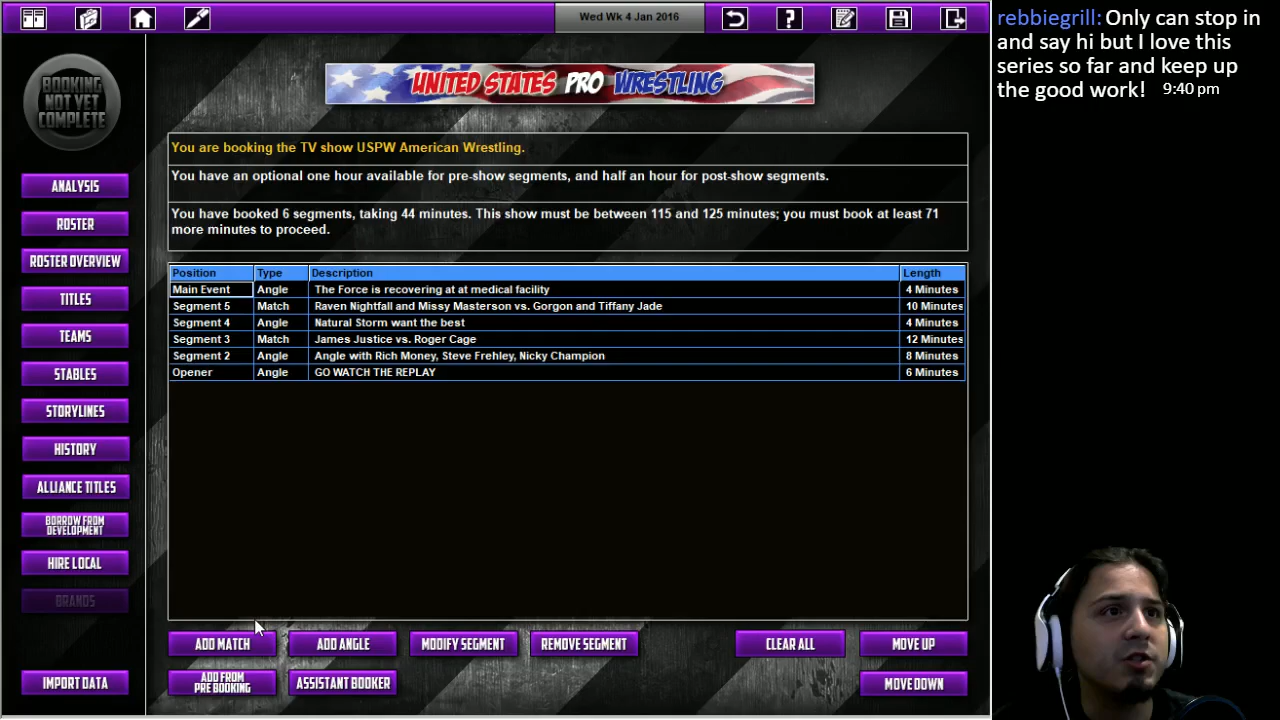 Wed Wk 4 Jan 2016
rebbiegrill: Only can stop in
and say hi but I love this
series so far and keep up
the good work! 9:40 pm
BOOKING
NOT YET
COMPLETE
UNITED STATES PRO WRESTLING
You are booking the TV show USPW American Wrestling.
You have an optional one hour available for pre-show segments, and half an hour for post-show segments.
You have booked 6 segments, taking 44 minutes. This show must be between 115 and 125 minutes; you must book at least 71
more minutes to proceed.
ANALYSIS
ROSTER
ROSTER OVERVIEW
TITLES
TEAMS
STABLES
STORYLINES
HISTORY
ALLIANCE TITLES
BORROW FROM
DEVELOPMENT
HIRE LOCAL
BRANDS
IMPORT DATA
Position Type Description Length
Main Event Angle The Force is recovering at at medical facility 4 Minutes
Segment 5 Match Raven Nightfall and Missy Masterson vs. Gorgon and Tiffany Jade 10 Minutes
Segment 4 Angle Natural Storm want the best 4 Minutes
Segment 3 Match James Justice vs. Roger Cage 12 Minutes
Segment 2 Angle Angle with Rich Money, Steve Frehley, Nicky Champion 8 Minutes
Opener Angle GO WATCH THE REPLAY 6 Minutes
ADD MATCH ADD ANGLE MODIFY SEGMENT REMOVE SEGMENT CLEAR ALL MOVE UP
ADD FROM
PRE BOOKING
ASSISTANT BOOKER MOVE DOWN